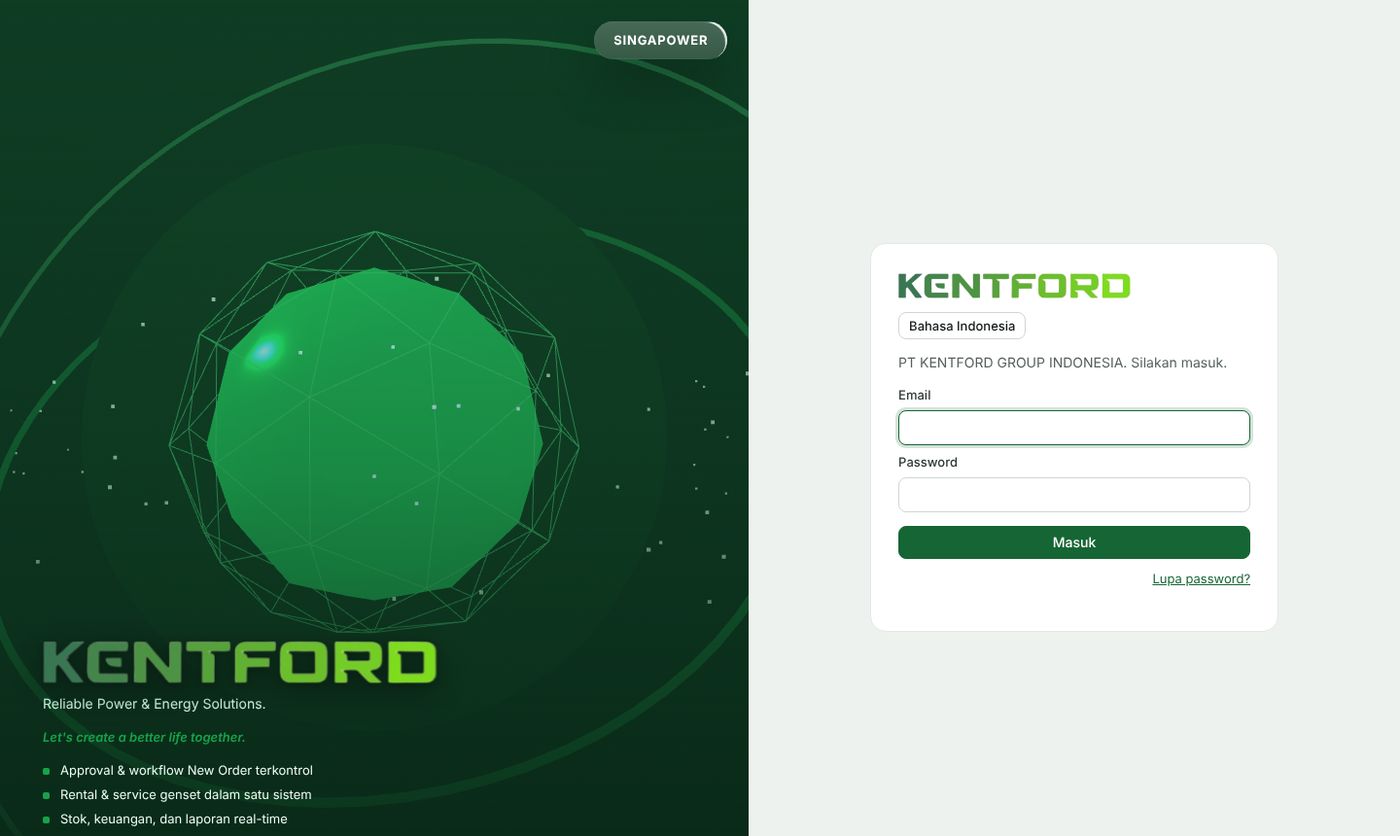 SINGAPOWER
KENTFORD
Reliable Power & Energy Solutions.
Let's create a better life together.
Approval & workflow New Order terkontrol
Rental & service genset dalam satu sistem
Stok, keuangan, dan laporan real-time
KENTFORD
Bahasa Indonesia
PT KENTFORD GROUP INDONESIA. Silakan masuk.
Email
Password
Masuk
Lupa password?